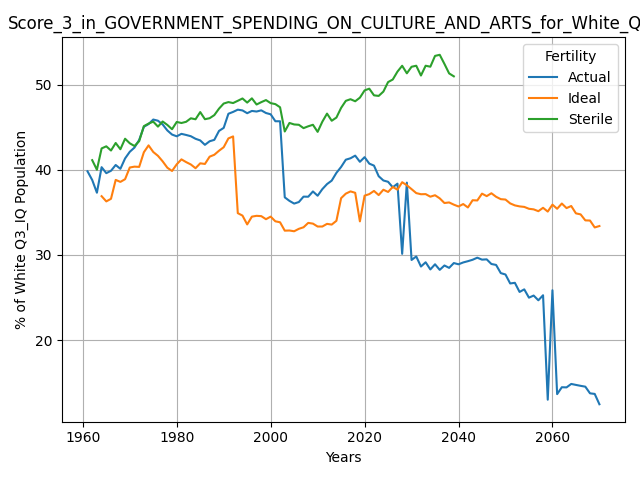 Score_3_in_GOVERNMENT_SPENDING_ON_CULTURE_AND_ARTS_for_White_Q
Fertility
Actual
Ideal
Sterile
% of White Q3_IQ Population
50
40
30
20
1960
1980
2000
2020
2040
2060
Years